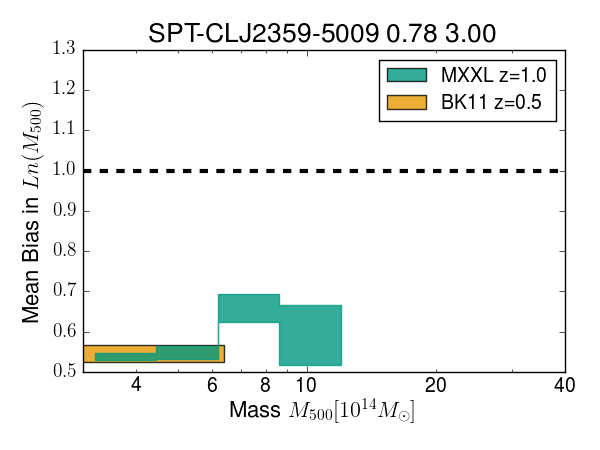 SPT-CLJ2359-5009 0.78 3.00
MXXL z=1.0
BK11 z=0.5
Mean Bias in Ln(M500)
1.3
1.2
1.1
1.0
0.9
0.8
0.7
0.6
0.5
4 6 8 10 20 40
Mass M500[10^14 M⊙]